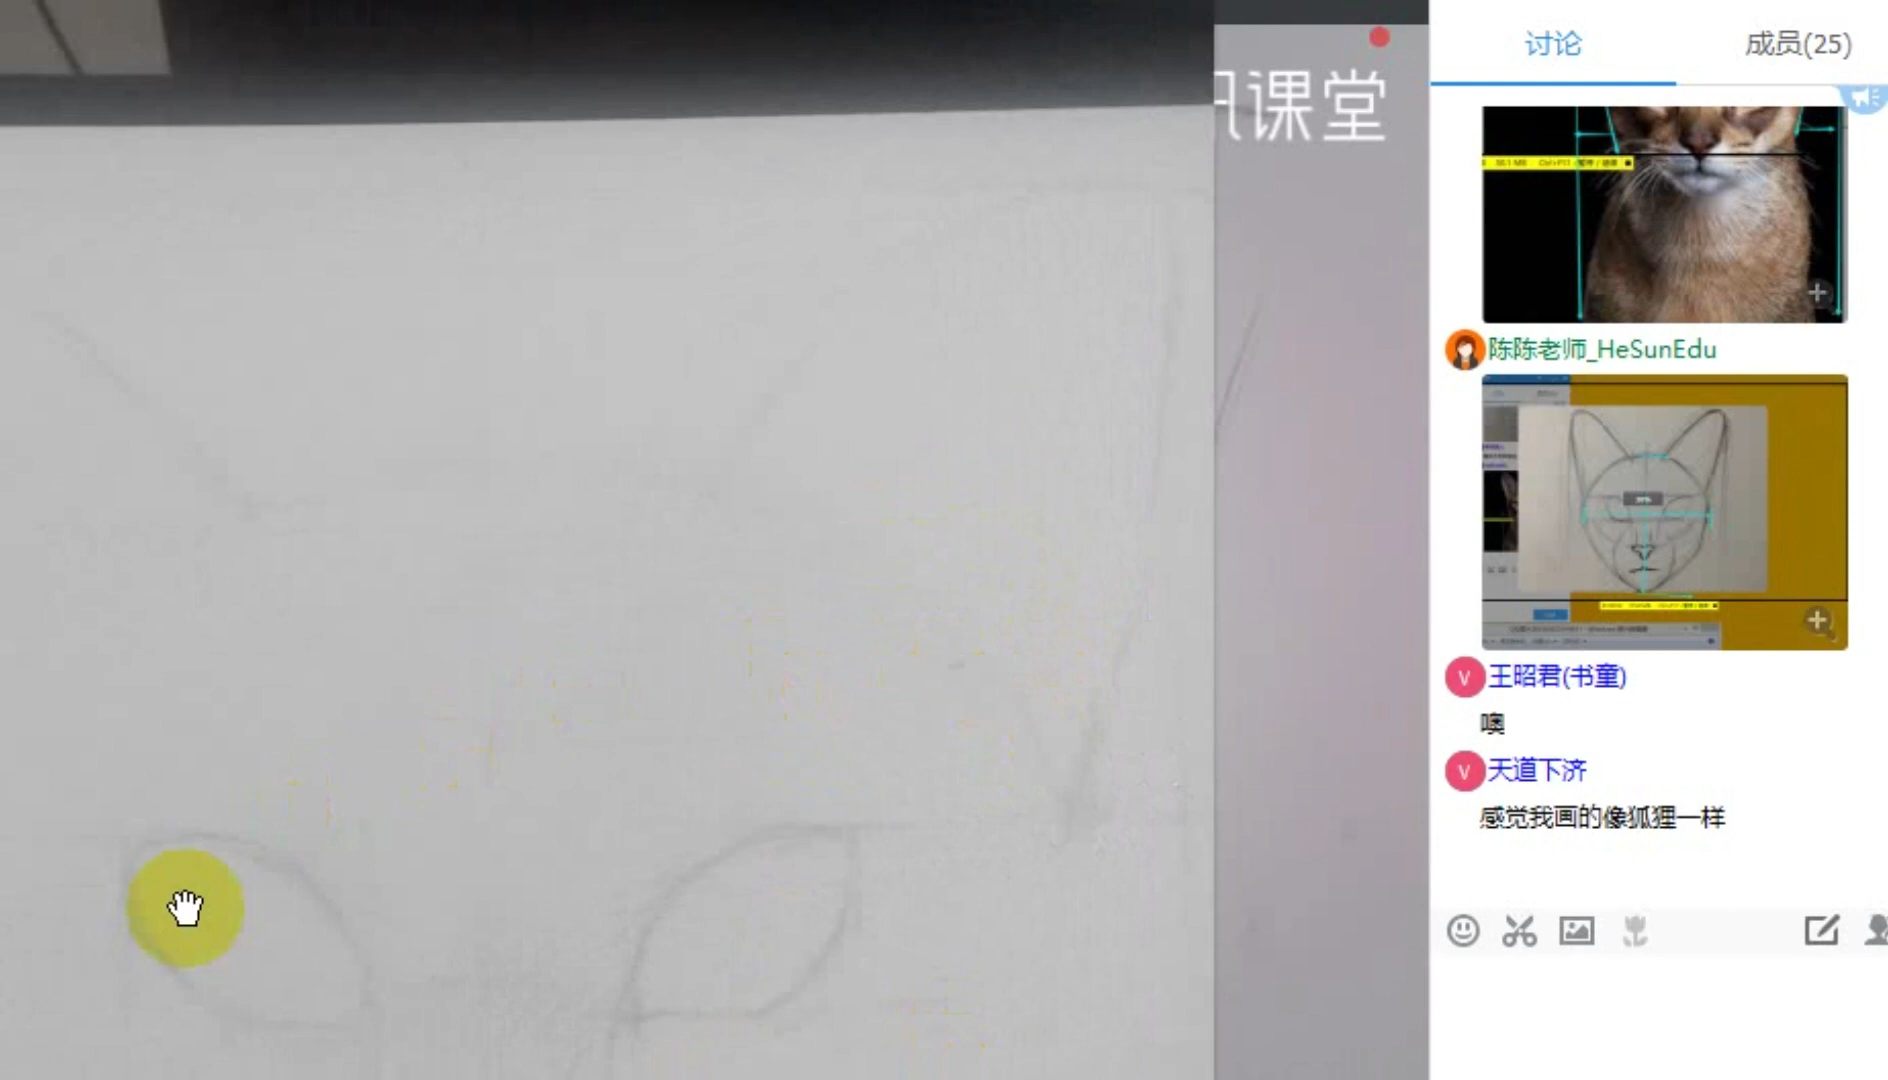 讨论
成员(25)
讯课堂
陈陈老师_HeSunEdu
王昭君(书童)
噢
天道下济
感觉我画的像狐狸一样